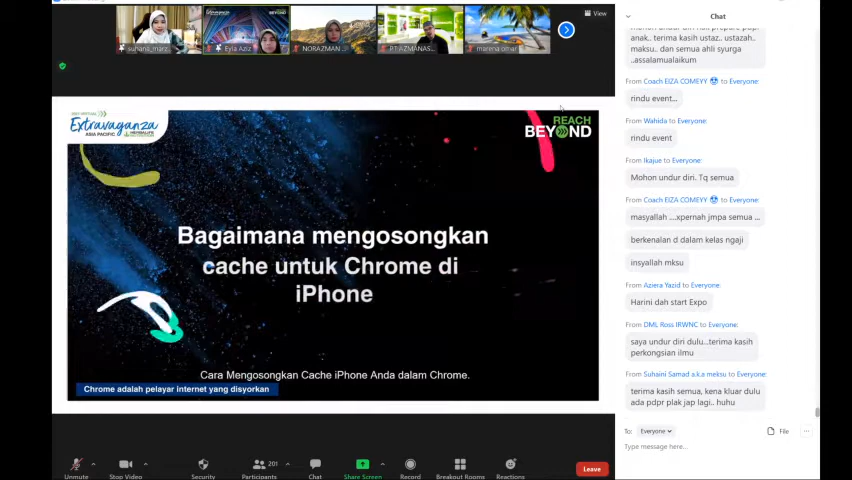 suhana_marz
Eyla Aziz
NORAZMAN
PT AZMANAS
marena omar
View
2021 VIRTUAL
Extravaganza
ASIA PACIFIC
HERBALIFE
REACH
BEYOND
Bagaimana mengosongkan
cache untuk Chrome di
iPhone
Cara Mengosongkan Cache iPhone Anda dalam Chrome.
Chrome adalah pelayar internet yang disyorkan
Unmute
Stop Video
Security
201
Participants
Chat
Share Screen
Record
Breakout Rooms
Reactions
Leave
Chat
anak.. terima kasih ustaz.. ustazah..
maksu.. dan semua ahli syurga
..assalamualaikum
From Coach EIZA COMEYY to Everyone:
rindu event...
From Wahida to Everyone:
rindu event
From Ikajue to Everyone:
Mohon undur diri. Tq semua
From Coach EIZA COMEYY to Everyone:
masyallah ....xpernah jmpa semua ...
berkenalan d dalam kelas ngaji
insyallah mksu
From Aziera Yazid to Everyone:
Harini dah start Expo
From DML Ross IRWNC to Everyone:
saya undur diri dulu...terima kasih
perkongsian ilmu
From Suhaini Samad a.k.a meksu to Everyone:
terima kasih semua, kena kluar dulu
ada pdpr plak jap lagi.. huhu
To: Everyone
File
Type message here...